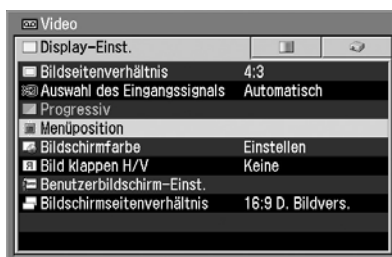 Video
Display-Einst.
Bildseitenverhältnis 4:3
Auswahl des Eingangssignals Automatisch
Progressiv
Menüposition
Bildschirmfarbe Einstellen
Bild klappen H/V Keine
Benutzerbildschirm-Einst.
Bildschirmseitenverhältnis 16:9 D. Bildvers.